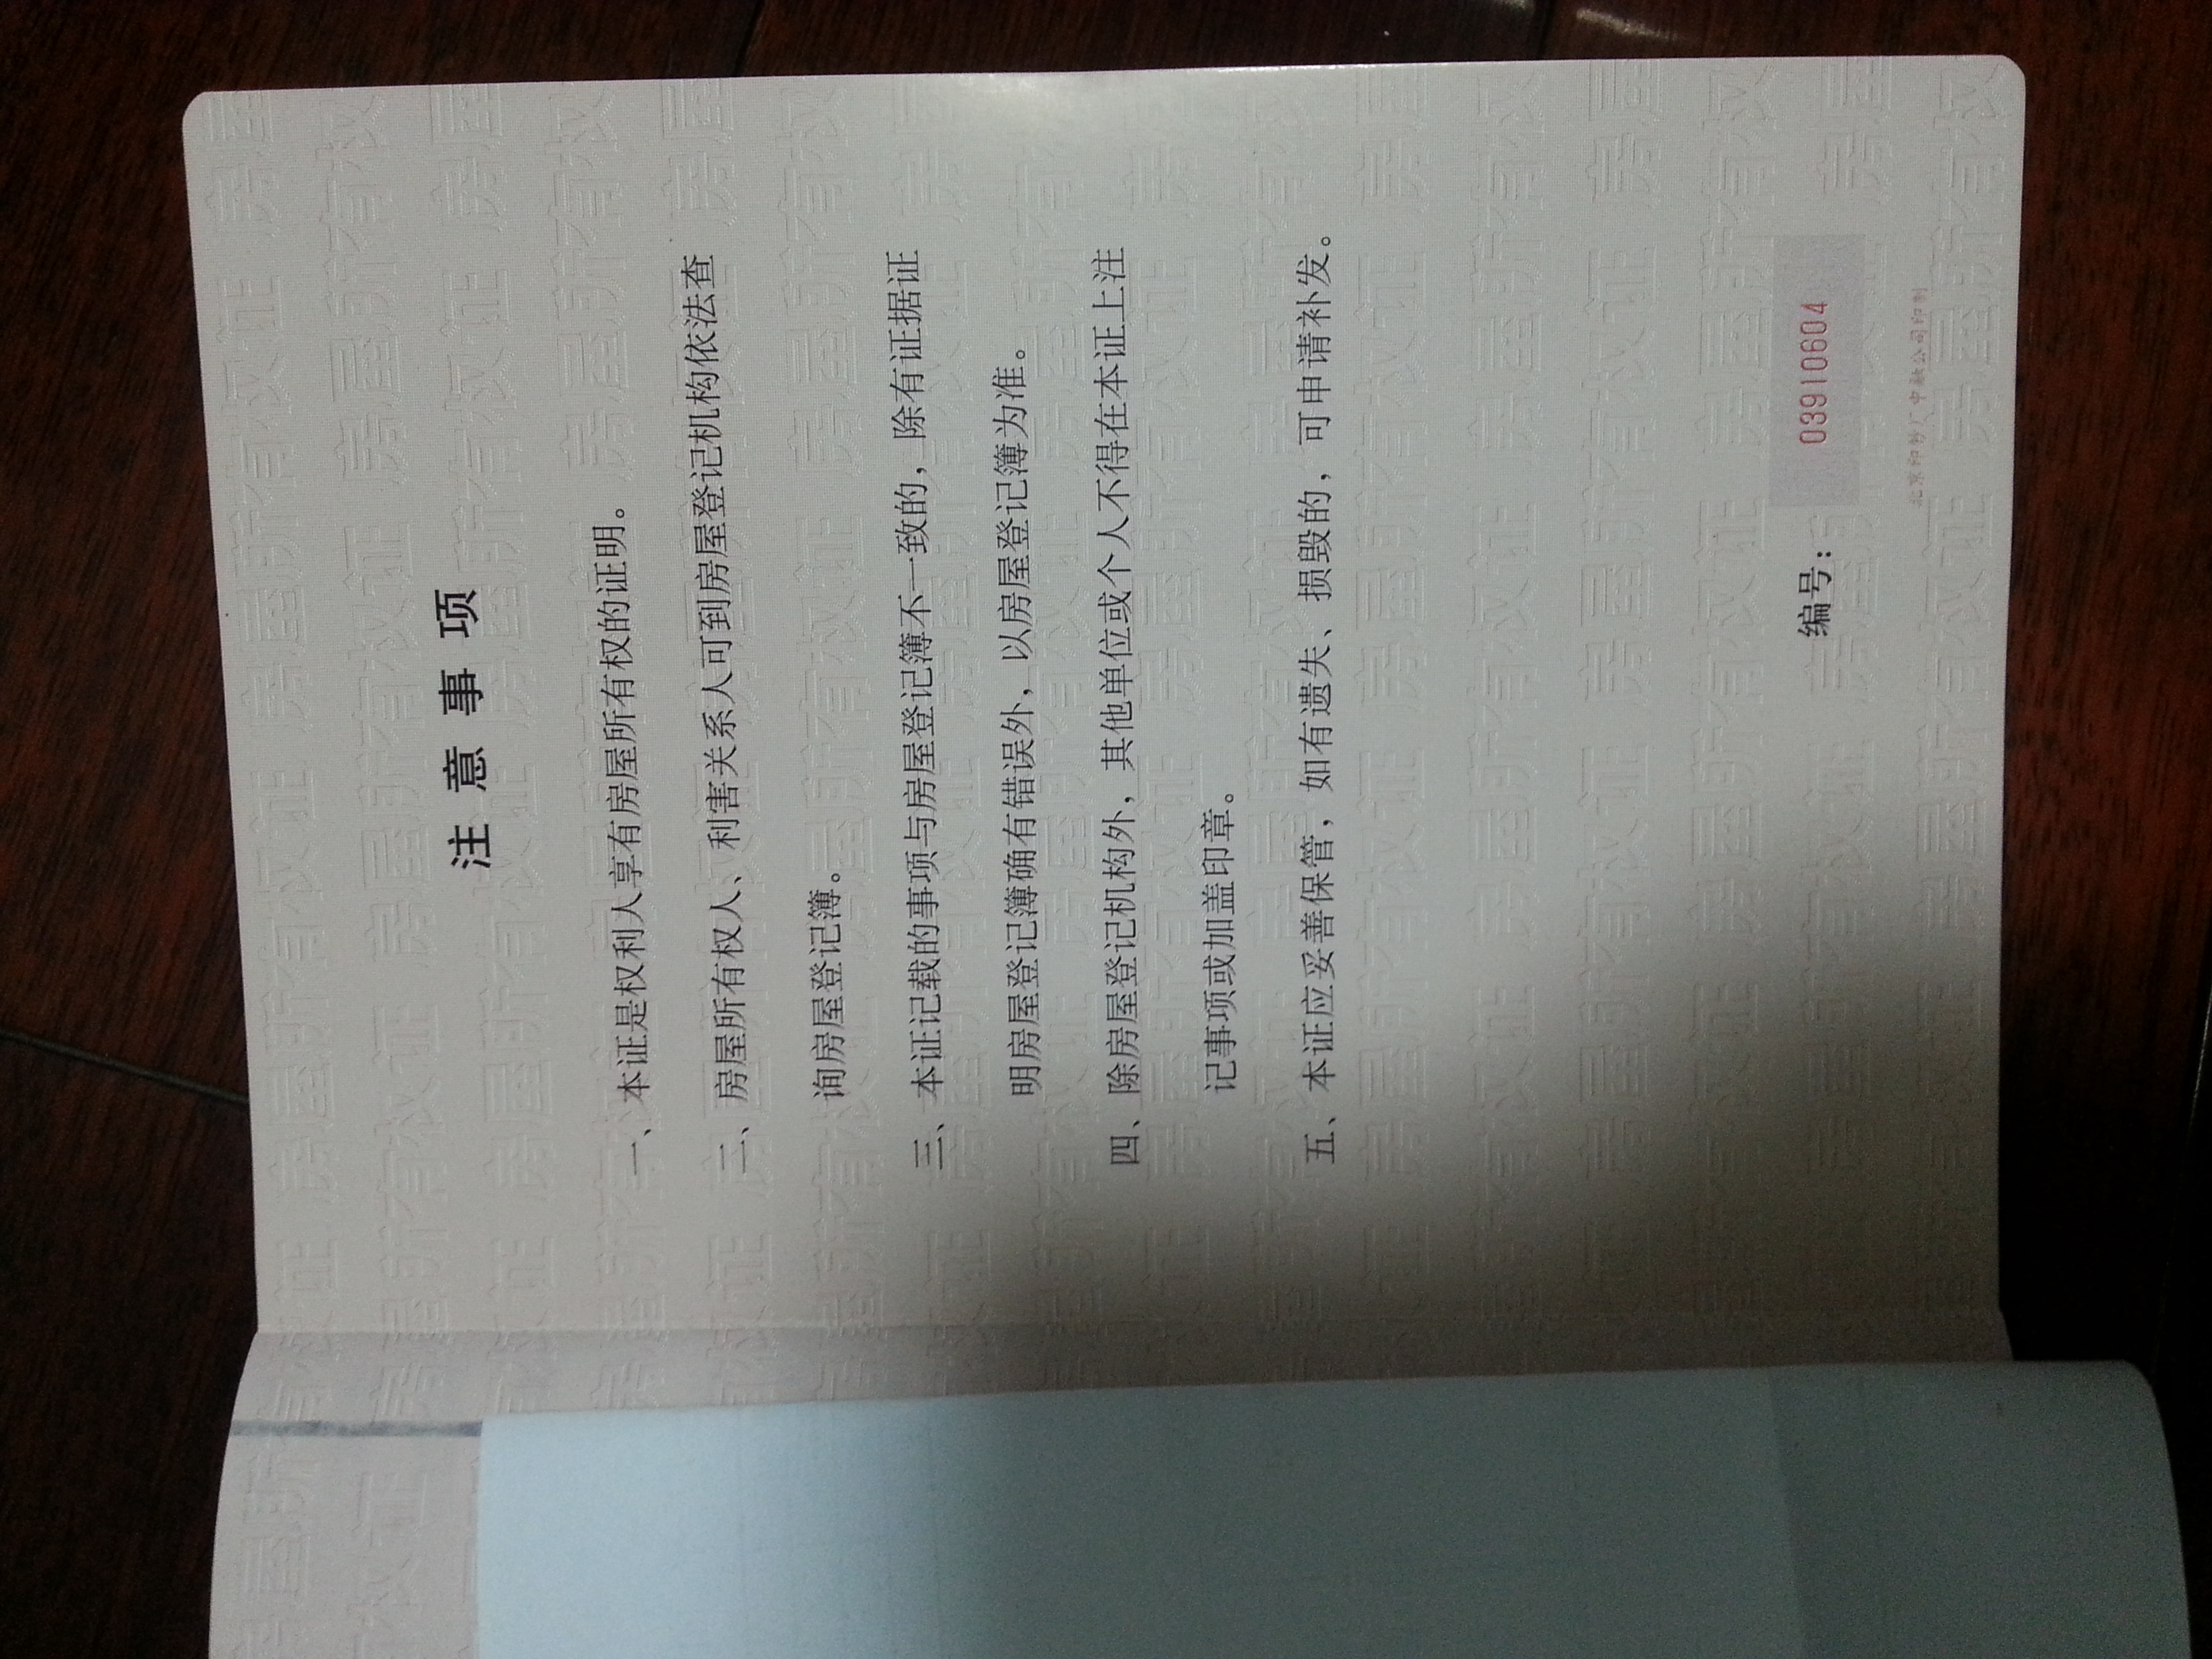 注意事项
一、本证是权利人享有房屋所有权的证明。
二、房屋所有权人、利害关系人可到房屋登记机构依法查
询房屋登记簿。
三、本证记载的事项与房屋登记簿不一致的，除有证据证
明房屋登记簿确有错误外，以房屋登记簿为准。
四、除房屋登记机构外，其他单位或个人不得在本证上注
记事项或加盖印章。
五、本证应妥善保管，如有遗失、损毁的，可申请补发。
编号：03910604
北京印钞厂中融公司印制